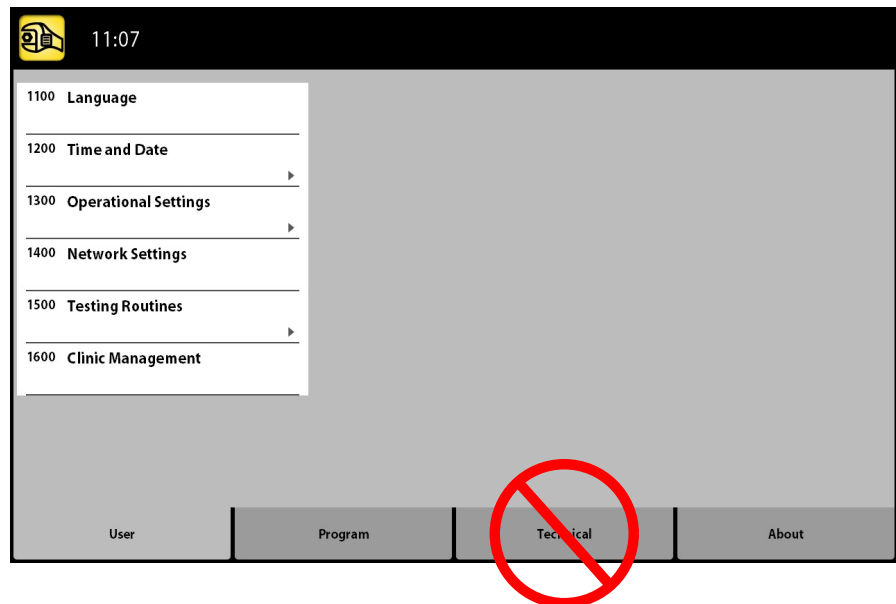 11:07
1100 Language
1200 Time and Date
1300 Operational Settings
1400 Network Settings
1500 Testing Routines
1600 Clinic Management
User Program Technical About